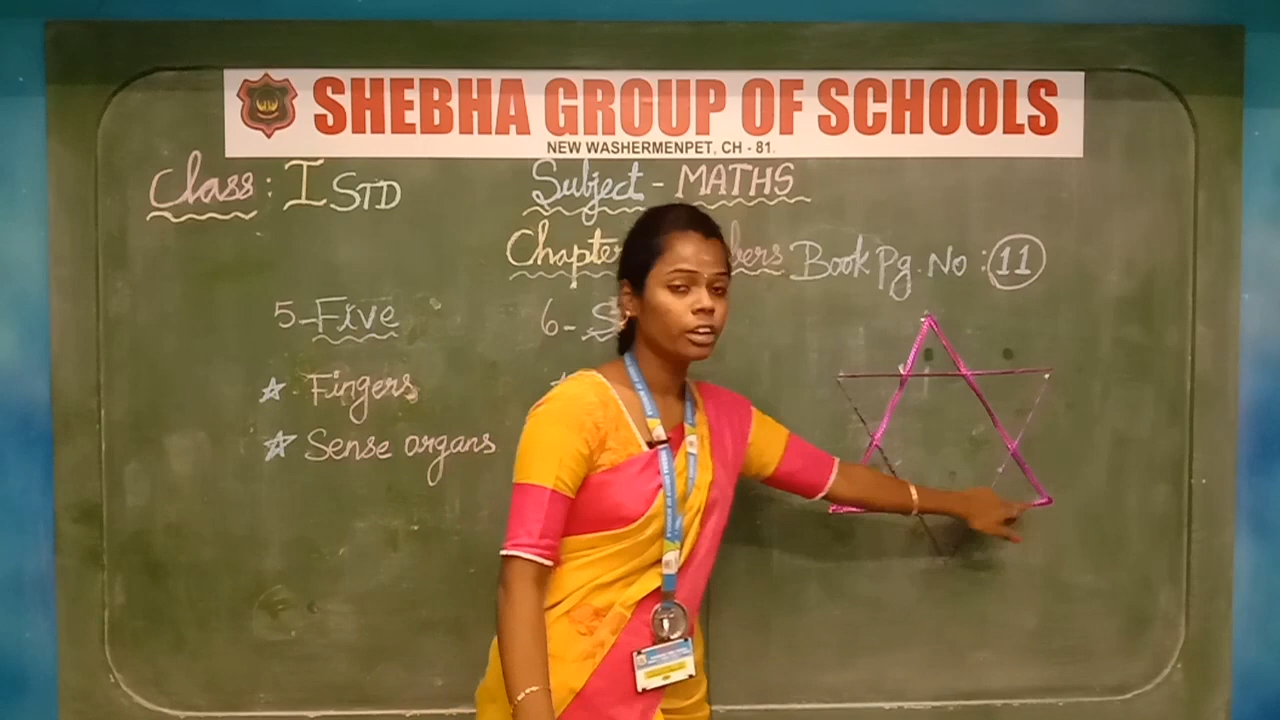 SHEBHA GROUP OF SCHOOLS
NEW WASHERMENPET, CH - 81.
Class : I STD
Subject - MATHS
Chapter
Book Pg. No : 11
5 - Five
6 -
Fingers
Sense organs